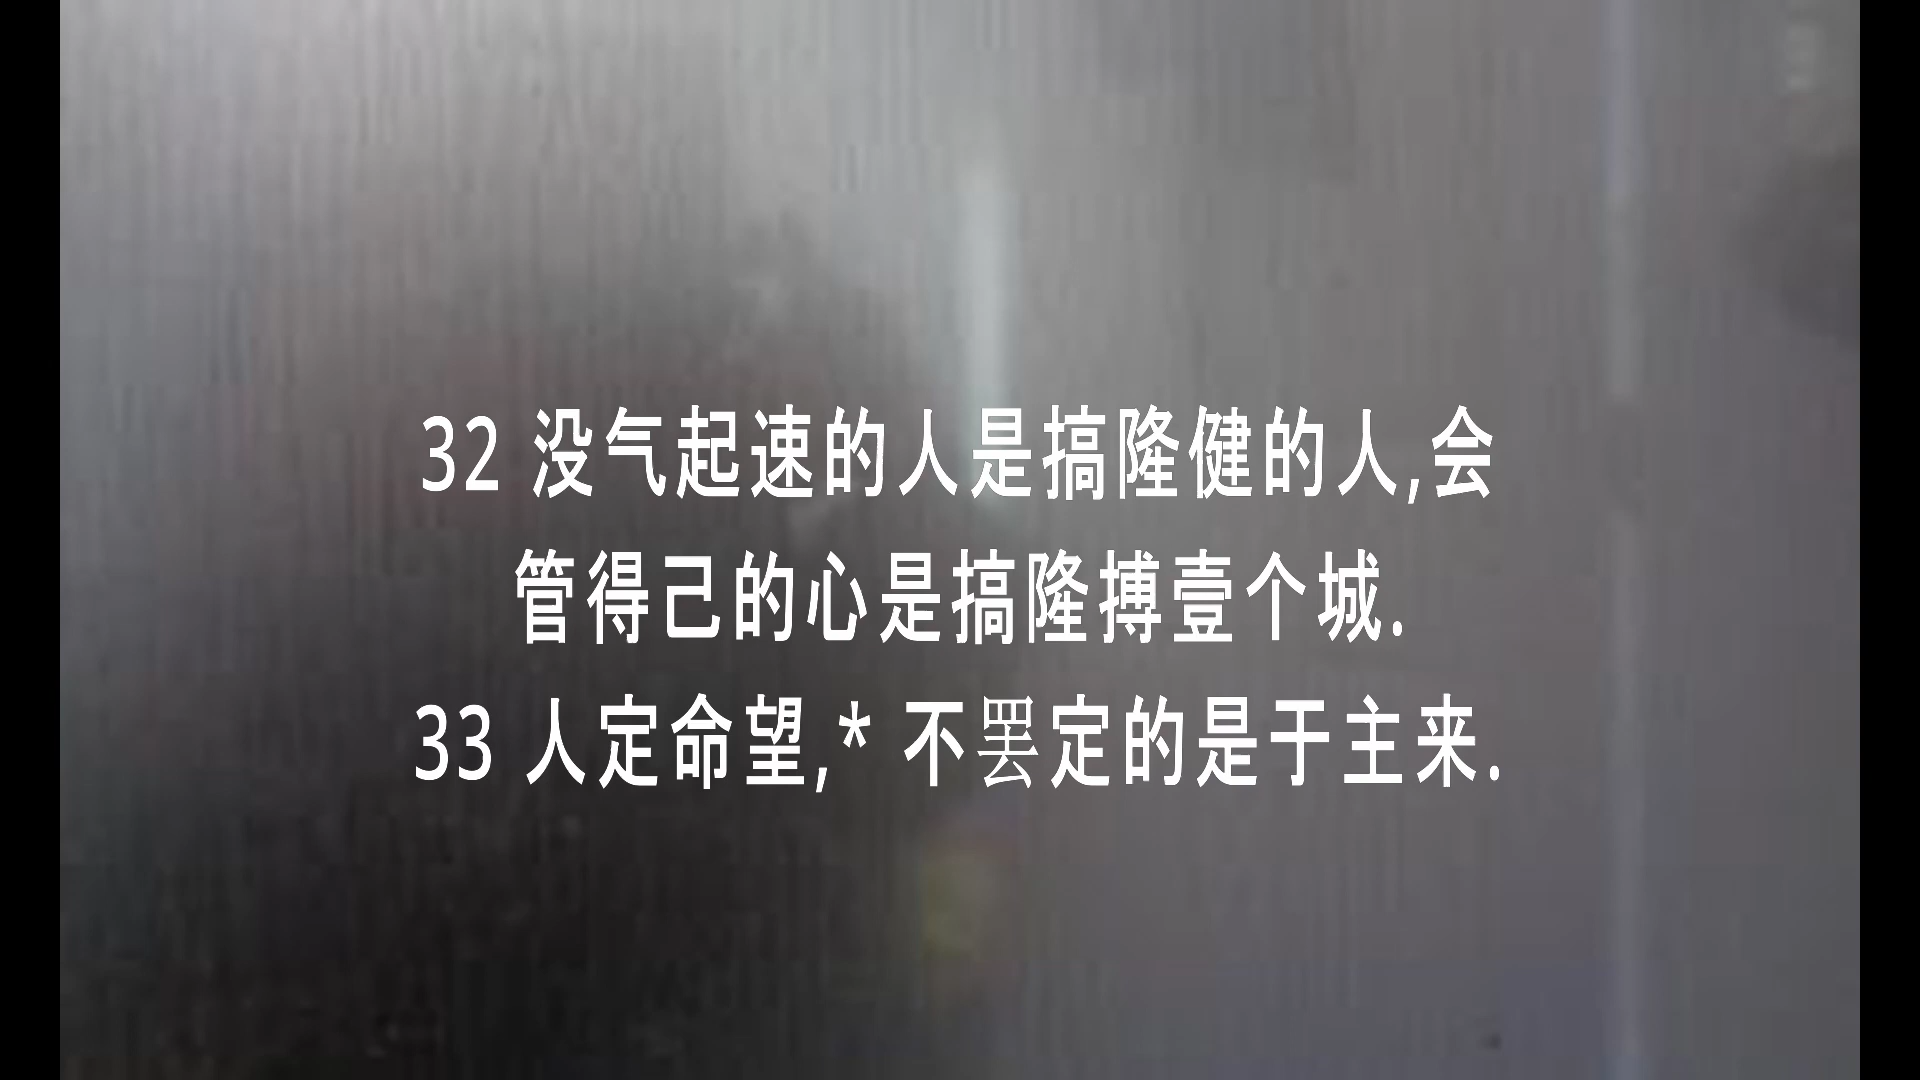 32 没气起速的人是搞隆健的人,会
管得己的心是搞隆搏壹个城.
33 人定命望,* 不罢定的是于主来.